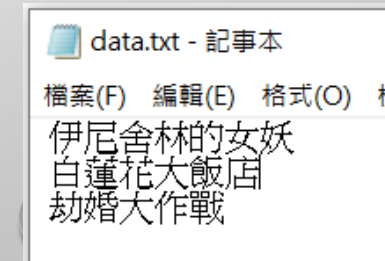 data.txt - 記事本
檔案(F) 編輯(E) 格式(O)
伊尼舍林的女妖
白蓮花大飯店
劫婚大作戰